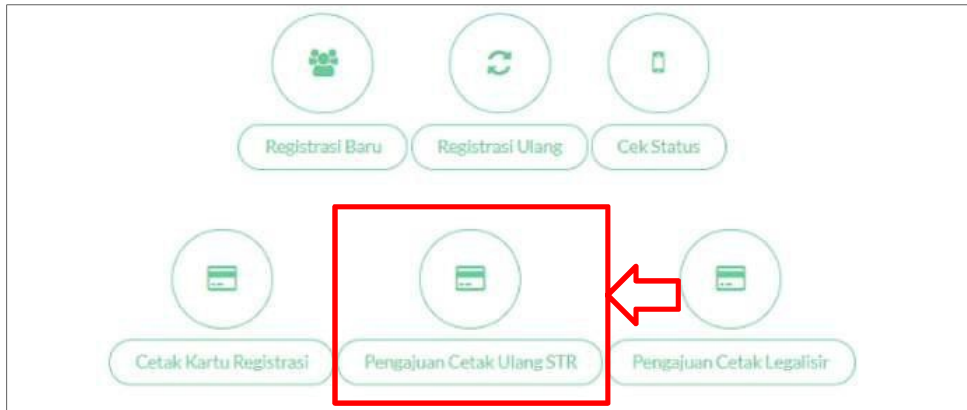 Registrasi Baru
Registrasi Ulang
Cek Status
Cetak Kartu Registrasi
Pengajuan Cetak Ulang STR
Pengajuan Cetak Legalisir